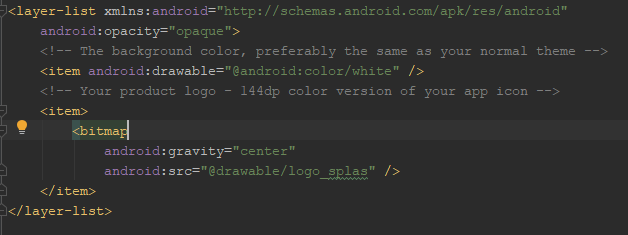 <layer-list xmlns:android="http://schemas.android.com/apk/res/android"
android:opacity="opaque">
<!-- The background color, preferably the same as your normal theme -->
<item android:drawable="@android:color/white" />
<!-- Your product logo - 144dp color version of your app icon -->
<item>
<bitmap
android:gravity="center"
android:src="@drawable/logo_splas" />
</item>
</layer-list>